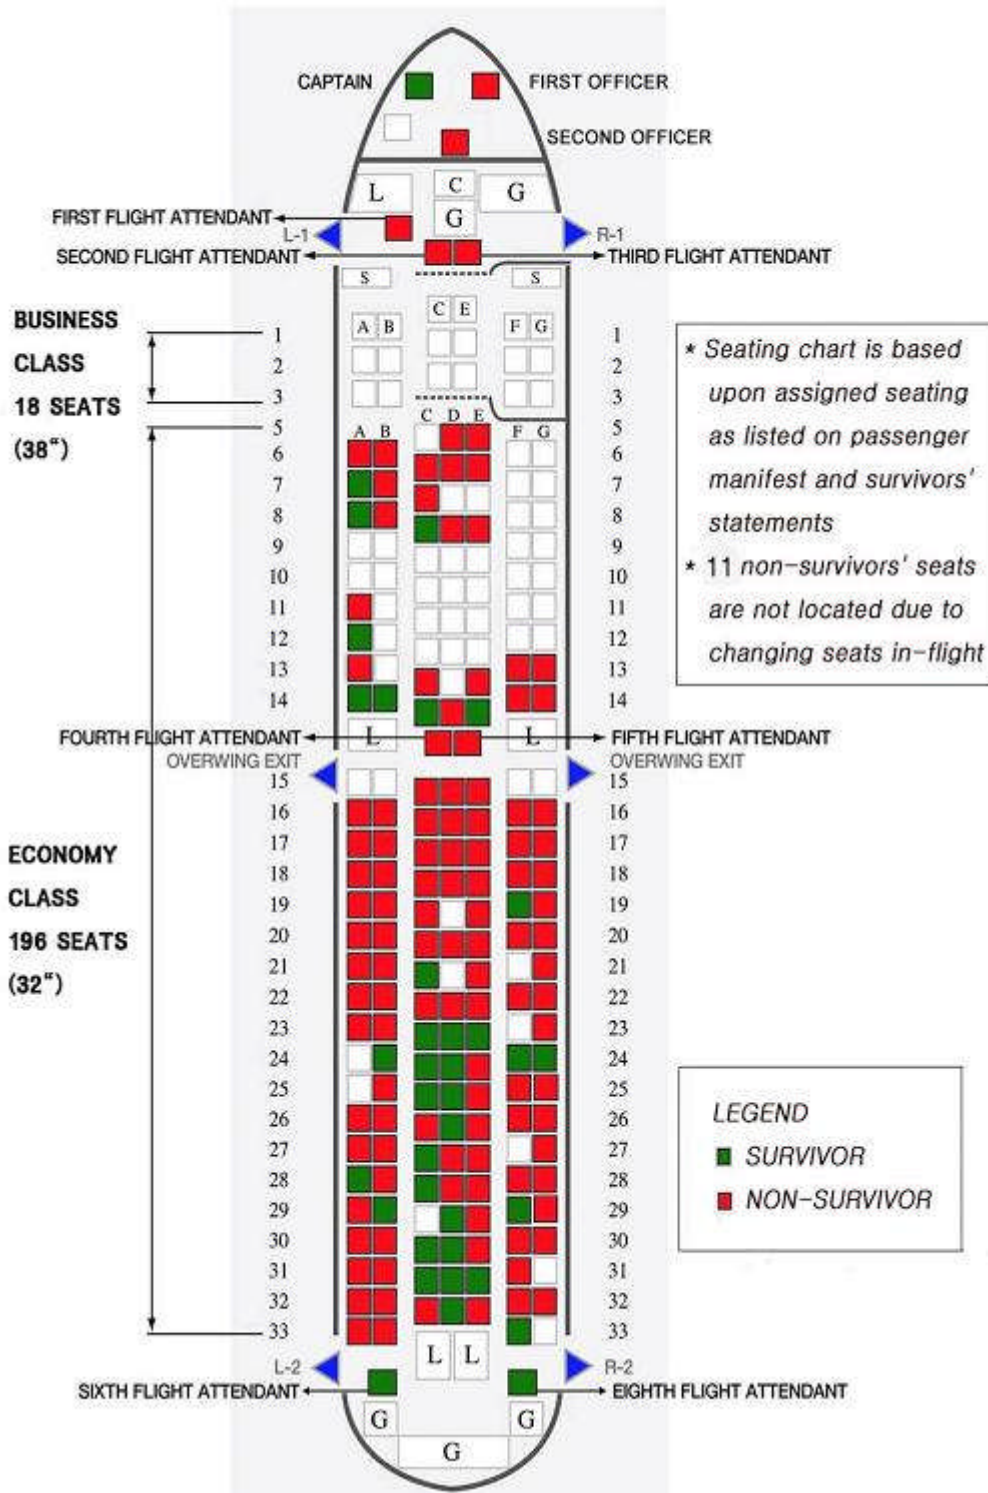 CAPTAIN
FIRST OFFICER
SECOND OFFICER
L
C
G
G
FIRST FLIGHT ATTENDANT
L-1
R-1
SECOND FLIGHT ATTENDANT
THIRD FLIGHT ATTENDANT
S
S
BUSINESS
CLASS
18 SEATS
(38")
C E
A B
F G
1 1
2 2
3 3
* Seating chart is based
upon assigned seating
as listed on passenger
manifest and survivors'
statements
* 11 non-survivors' seats
are not located due to
changing seats in-flight
C D E
A B
F G
5 5
6 6
7 7
8 8
9 9
10 10
11 11
12 12
13 13
14 14
L
L
FOURTH FLIGHT ATTENDANT
FIFTH FLIGHT ATTENDANT
OVERWING EXIT
OVERWING EXIT
15 15
16 16
17 17
18 18
ECONOMY
CLASS
196 SEATS
(32")
19 19
20 20
21 21
22 22
23 23
24 24
25 25
26 26
27 27
28 28
29 29
30 30
31 31
32 32
33 33
LEGEND
SURVIVOR
NON-SURVIVOR
L L
L-2
R-2
SIXTH FLIGHT ATTENDANT
EIGHTH FLIGHT ATTENDANT
G
G
G